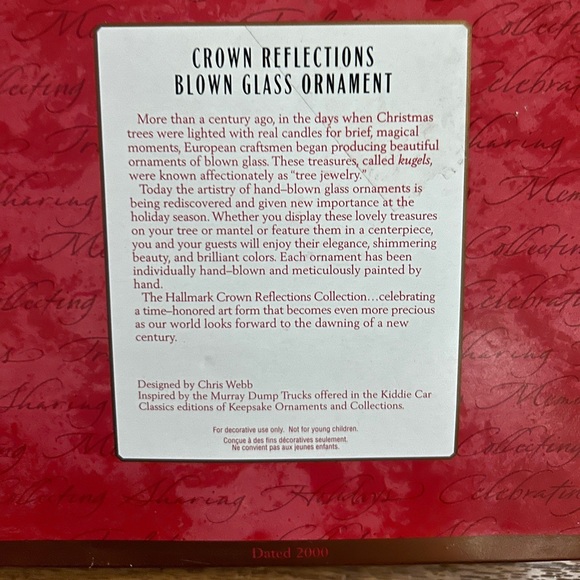 CROWN REFLECTIONS
BLOWN GLASS ORNAMENT
More than a century ago, in the days when Christmas
trees were lighted with real candles for brief, magical
moments, European craftsmen began producing beautiful
ornaments of blown glass. These treasures, called kugels,
were known affectionately as “tree jewelry.”
Today the artistry of hand–blown glass ornaments is
being rediscovered and given new importance at the
holiday season. Whether you display these lovely treasures
on your tree or mantel or feature them in a centerpiece,
you and your guests will enjoy their elegance, shimmering
beauty, and brilliant colors. Each ornament has been
individually hand–blown and meticulously painted by
hand.
The Hallmark Crown Reflections Collection…celebrating
a time–honored art form that becomes even more precious
as our world looks forward to the dawning of a new
century.
Designed by Chris Webb
Inspired by the Murray Dump Trucks offered in the Kiddie Car
Classics editions of Keepsake Ornaments and Collections.
For decorative use only. Not for young children.
Conçue à des fins décoratives seulement.
Ne convient pas aux jeunes enfants.
Sharing Holidays
Dated 2000